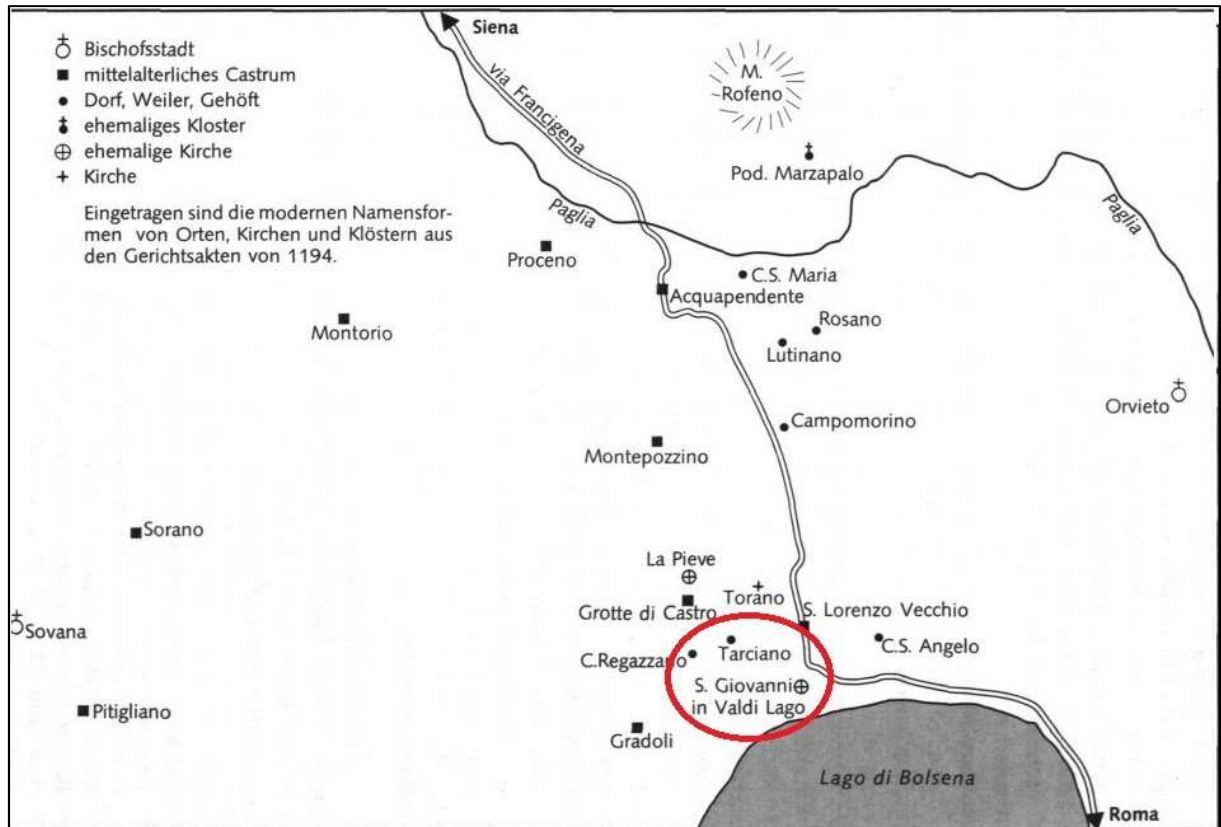 Siena
Bischofsstadt
mittelalterliches Castrum
Dorf, Weiler, Gehöft
ehemaliges Kloster
ehemalige Kirche
Kirche
Eingetragen sind die modernen Namensfor-
men von Orten, Kirchen und Klöstern aus
den Gerichtsakten von 1194.
via Francigena
M.
Rofeno
Pod. Marzapalo
Paglia
Paglia
Proceno
C.S. Maria
Acquapendente
Montorio
Rosano
Lutinano
Orvieto
Campomorino
Montepozzino
Sorano
La Pieve
Torano
Grotte di Castro
S. Lorenzo Vecchio
Sovana
C.Regazzano
Tarciano
C.S. Angelo
S. Giovanni
in Valdi Lago
Pitigliano
Gradoli
Lago di Bolsena
Roma